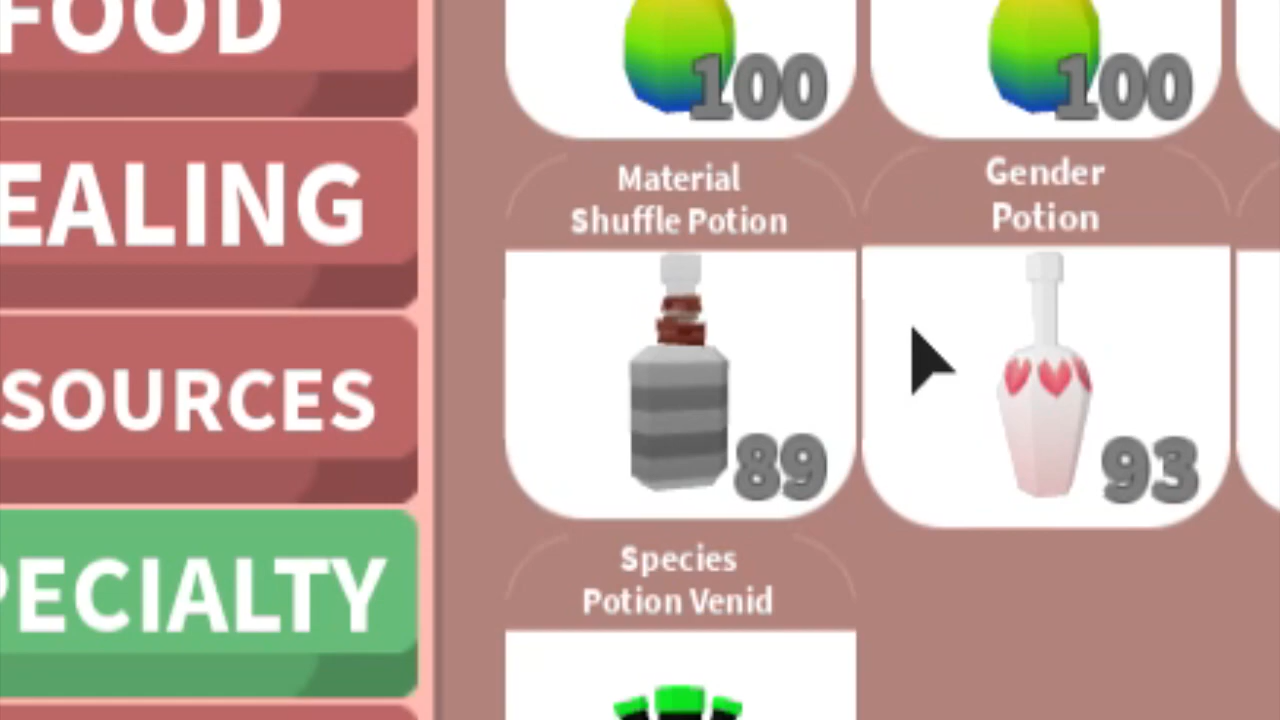 FOOD
EALING
SOURCES
PECIALTY
100
100
Material
Shuffle Potion
Gender
Potion
89
93
Species
Potion Venid